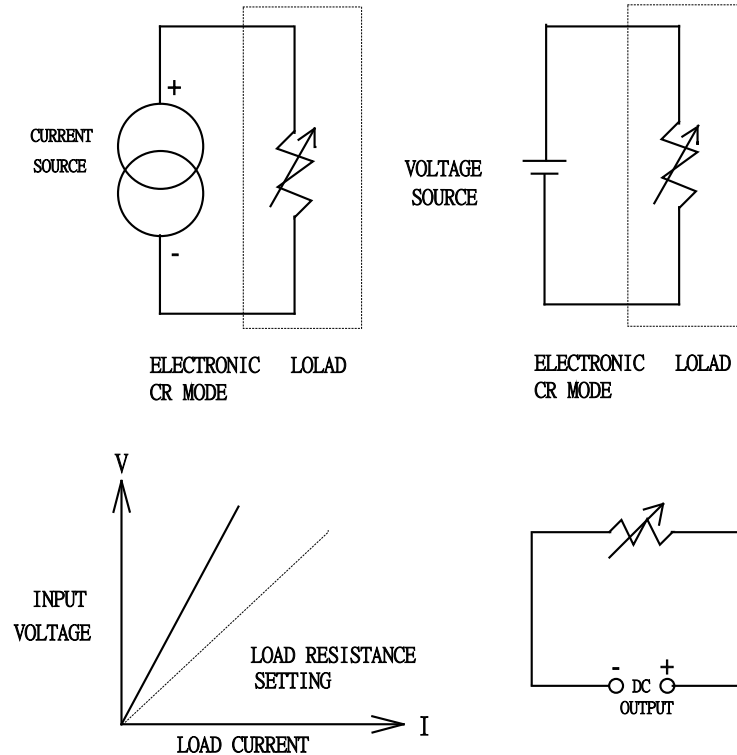 +
CURRENT
SOURCE
-
ELECTRONIC LOLAD
CR MODE
VOLTAGE
SOURCE
ELECTRONIC LOLAD
CR MODE
V
INPUT
VOLTAGE
LOAD RESISTANCE
SETTING
I
LOAD CURRENT
- +
DC
OUTPUT